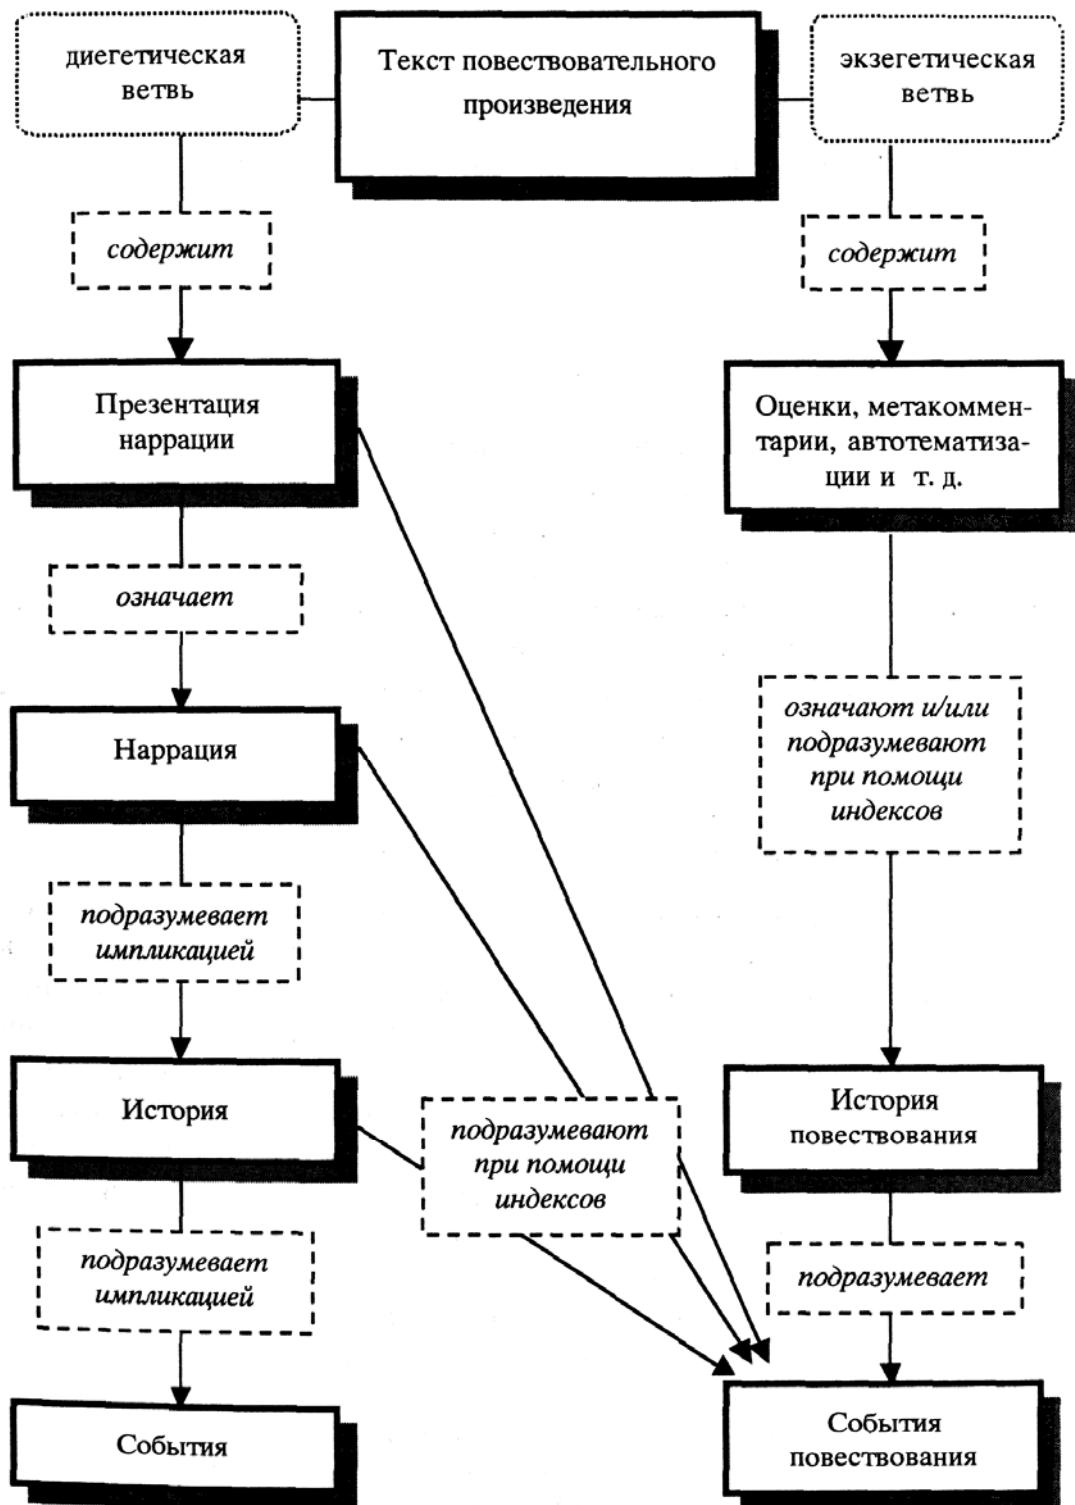 диегетическая
ветвь
Текст повествовательного
произведения
экзегетическая
ветвь
содержит
содержит
Презентация
наррации
Оценки, метакоммен-
тарии, автотематиза-
ции и т. д.
означает
означают и/или
подразумевают
при помощи
индексов
Наррация
подразумевает
импликацией
История
подразумевают
при помощи
индексов
История
повествования
подразумевает
импликацией
подразумевает
События
События
повествования